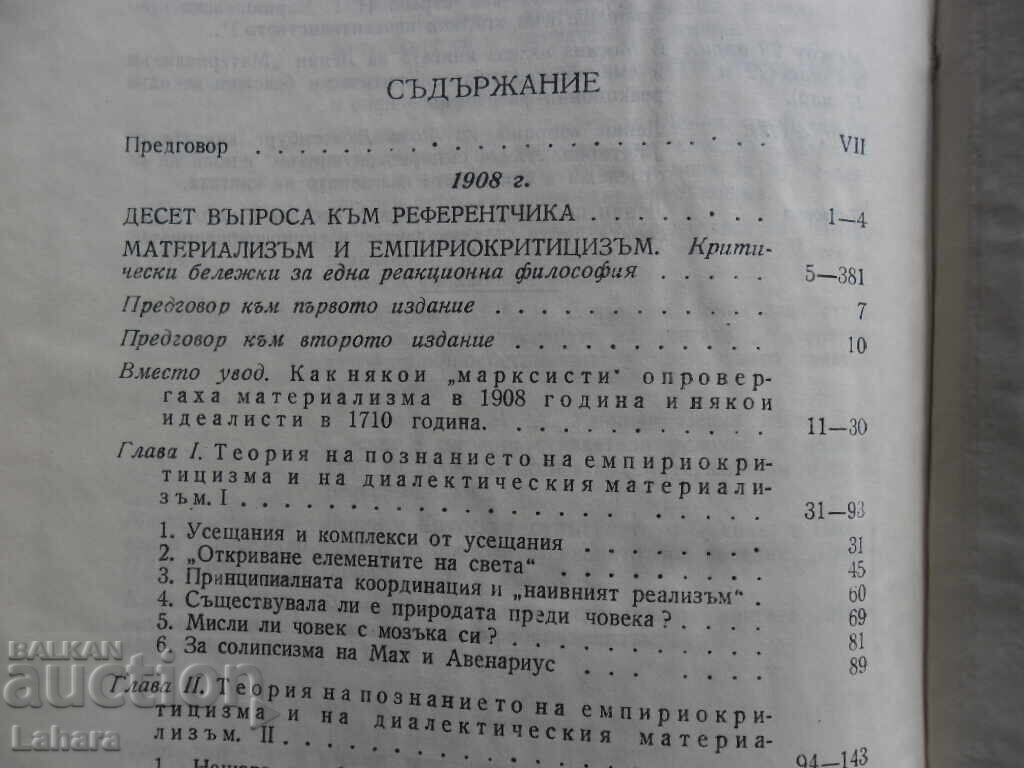 СЪДЪРЖАНИЕ
Предговор . . . . . . . . . . . . . . . . . . . . . . VII
1908 г.
ДЕСЕТ ВЪПРОСА КЪМ РЕФЕРЕНТЧИКА . . . . . . . 1—4
МАТЕРИАЛИЗЪМ И ЕМПИРИОКРИТИЦИЗЪМ. Крити-
чески бележки за една реакционна философия . . . . . 5—381
Предговор към първото издание . . . . . . . . . . . . 7
Предговор към второто издание . . . . . . . . . . . 10
Вместо увод. Как някои „марксисти“ опровер-
гаха материализма в 1908 година и някои
идеалисти в 1710 година. . . . . . . . . . . . 11—30
Глава I. Теория на познанието на емпириокри-
тицизма и на диалектическия материали-
зъм. I . . . . . . . . . . . . . . . . . . 31—93
1. Усещания и комплекси от усещания . . . . . . . 31
2. „Откриване елементите на света“ . . . . . . . . 45
3. Принципиалната координация и „наивният реализъм“ . 60
4. Съществувала ли е природата преди човека? . . . . 69
5. Мисли ли човек с мозъка си? . . . . . . . . . . 81
6. За солипсизма на Мах и Авенариус . . . . . . . 89
Глава II. Теория на познанието на емпириокри-
тицизма и на диалектическия матери-
ализъм. II . . . . . . . . . . . . . . . . . 94—143
BALKAN
auction
Lahara